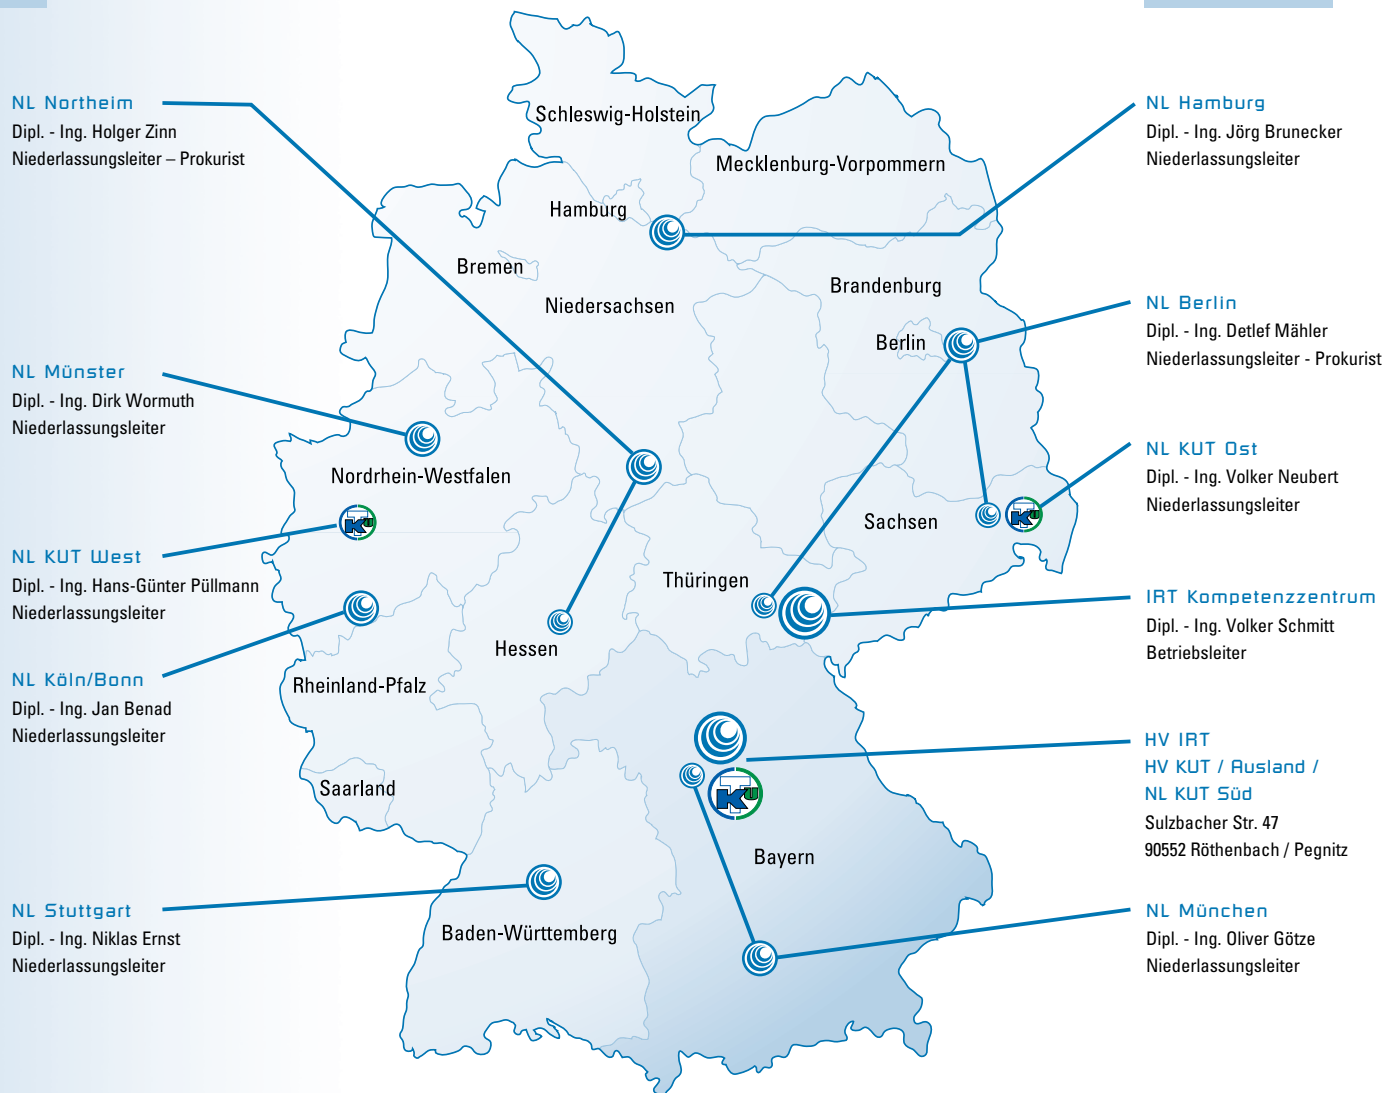 NL Northeim
Dipl. - Ing. Holger Zinn
Niederlassungsleiter – Prokurist
NL Münster
Dipl. - Ing. Dirk Wormuth
Niederlassungsleiter
NL KUT West
Dipl. - Ing. Hans-Günter Püllmann
Niederlassungsleiter
NL Köln/Bonn
Dipl. - Ing. Jan Benad
Niederlassungsleiter
NL Stuttgart
Dipl. - Ing. Niklas Ernst
Niederlassungsleiter
Schleswig-Holstein
Mecklenburg-Vorpommern
Hamburg
Bremen
Niedersachsen
Brandenburg
Berlin
Nordrhein-Westfalen
KTU
Sachsen
KTU
Thüringen
Hessen
Rheinland-Pfalz
Saarland
KTU
Bayern
Baden-Württemberg
NL Hamburg
Dipl. - Ing. Jörg Brunecker
Niederlassungsleiter
NL Berlin
Dipl. - Ing. Detlef Mähler
Niederlassungsleiter - Prokurist
NL KUT Ost
Dipl. - Ing. Volker Neubert
Niederlassungsleiter
IRT Kompetenzzentrum
Dipl. - Ing. Volker Schmitt
Betriebsleiter
HV IRT
HV KUT / Ausland /
NL KUT Süd
Sulzbacher Str. 47
90552 Röthenbach / Pegnitz
NL München
Dipl. - Ing. Oliver Götze
Niederlassungsleiter